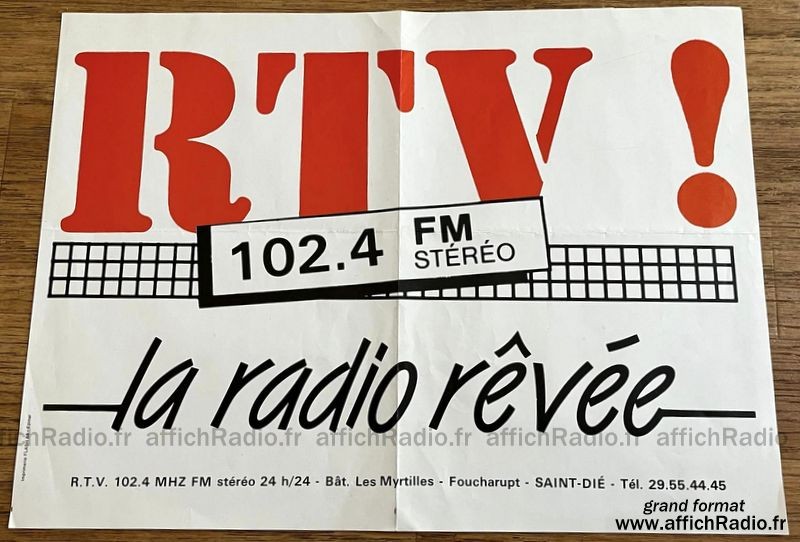 RTV !
102.4 FM STÉRÉO
la radio rêvée
affichRadio.fr affichRadio.fr affichRadio.fr affichRadio.fr affichRadio
R.T.V. 102.4 MHZ FM stéréo 24 h/24 - Bât. Les Myrtilles - Foucharupt - SAINT-DIÉ - Tél. 29.55.44.45
Imprimerie
grand format
www.affichRadio.fr